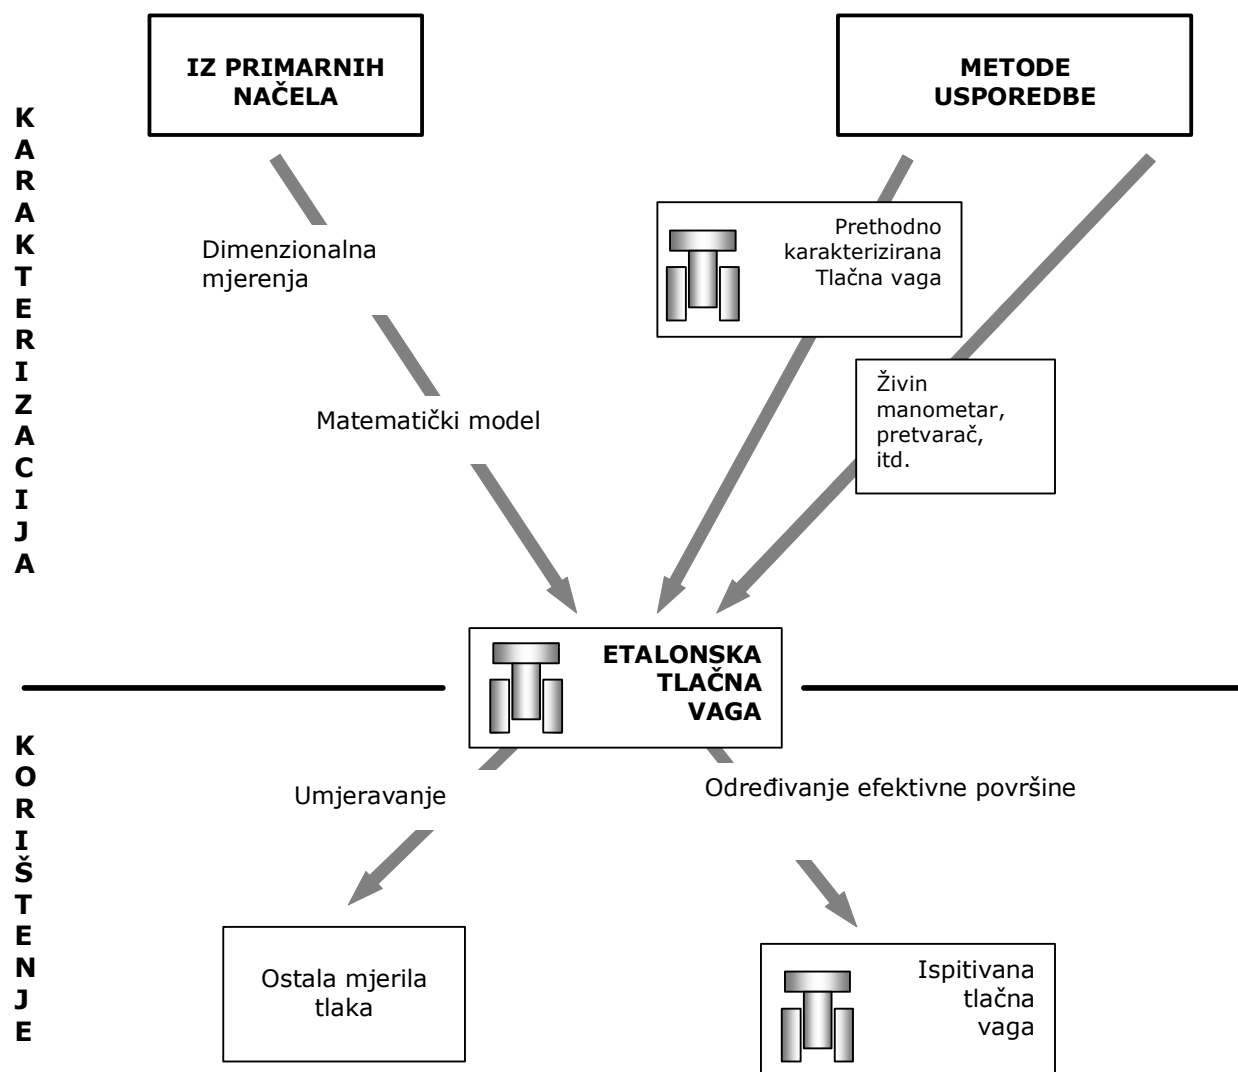 IZ PRIMARNIH
NAČELA
METODE
USPOREDBE
K
A
R
A
K
T
E
R
I
Z
A
C
I
J
A
Dimenzionalna
mjerenja
Prethodno
karakterizirana
Tlačna vaga
Matematički model
Živin
manometar,
pretvarač,
itd.
ETALONSKA
TLAČNA
VAGA
K
O
R
I
Š
T
E
N
J
E
Umjeravanje
Određivanje efektivne površine
Ostala mjerila
tlaka
Ispitivana
tlačna
vaga